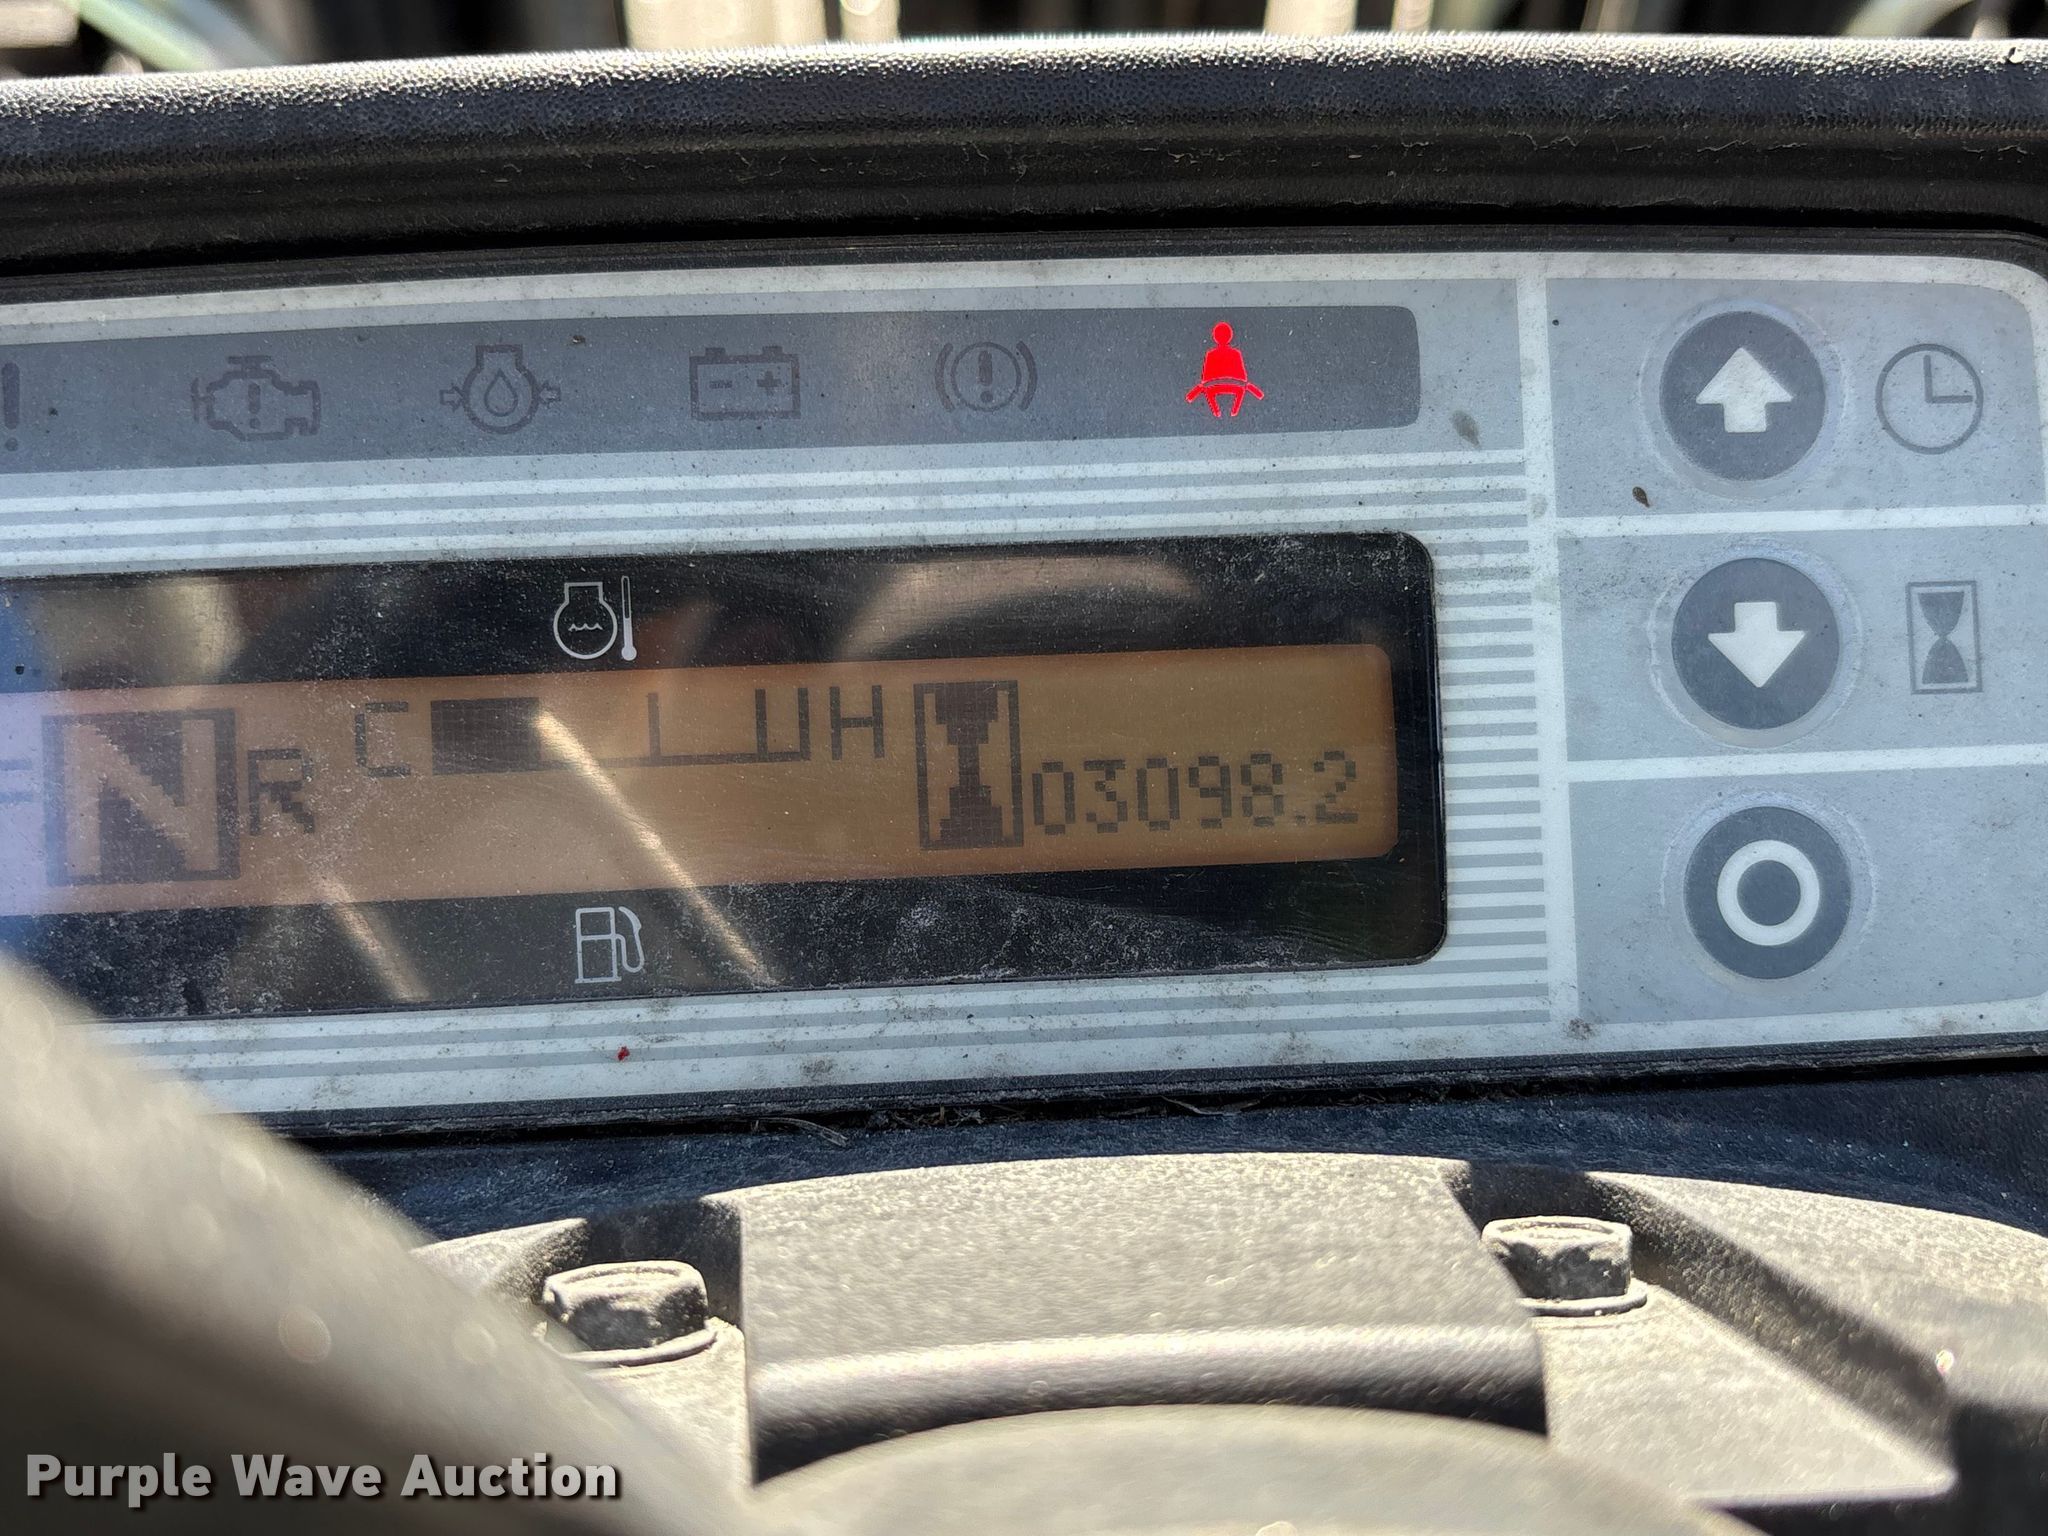 C H
N R 03098.2
Purple Wave Auction